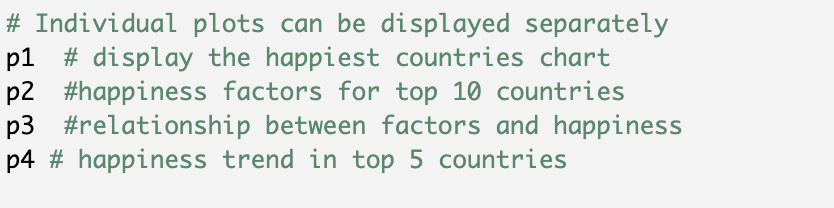 # Individual plots can be displayed separately
p1  # display the happiest countries chart
p2  #happiness factors for top 10 countries
p3  #relationship between factors and happiness
p4 # happiness trend in top 5 countries